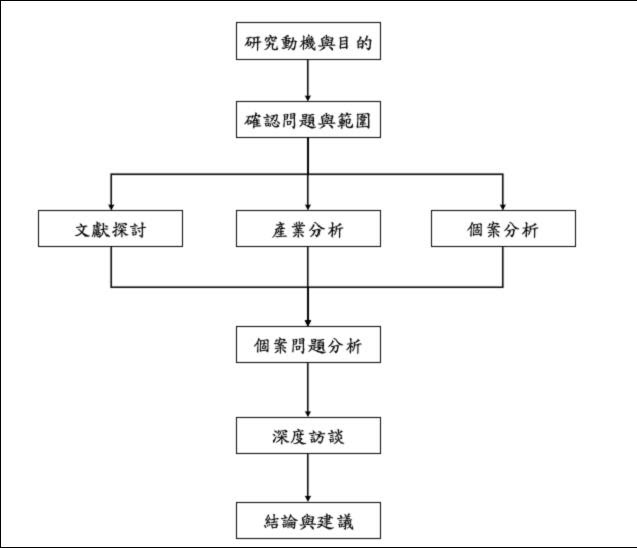 研究動機與目的
確認問題與範圍
文獻探討
產業分析
個案分析
個案問題分析
深度訪談
結論與建議